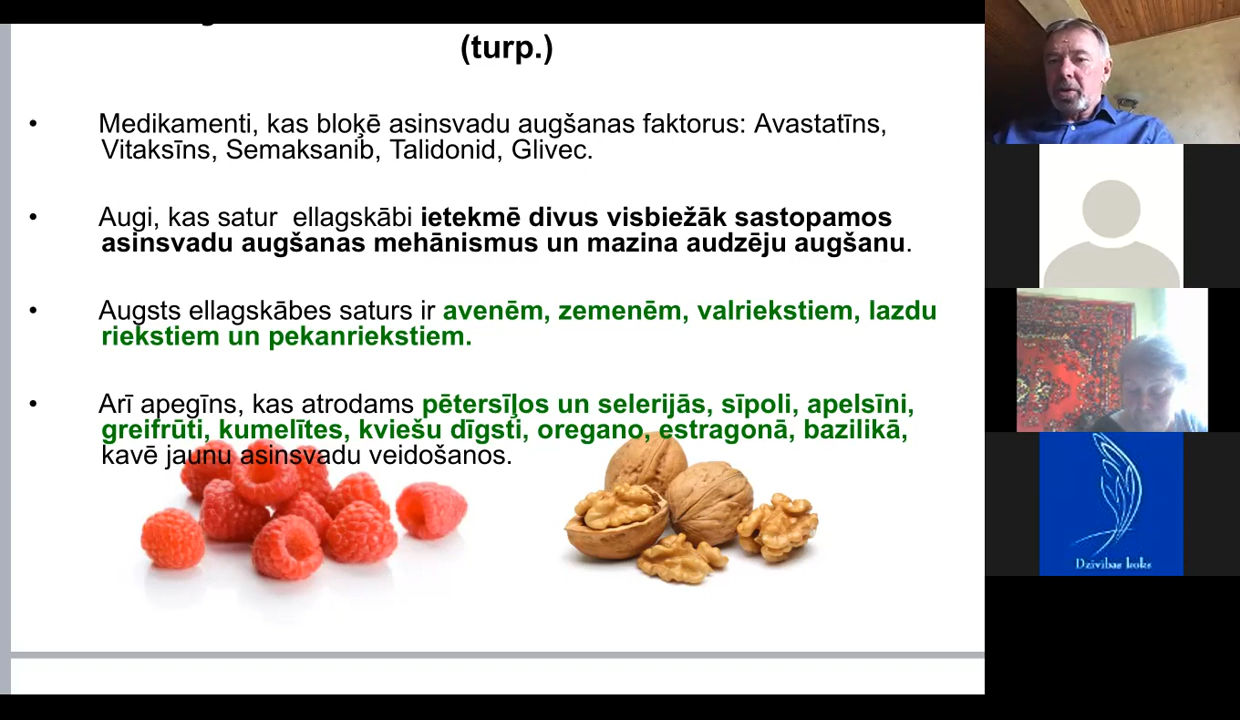 (turp.)
• Medikamenti, kas bloķē asinsvadu augšanas faktorus: Avastatīns,
Vitaksīns, Semaksanib, Talidonid, Glivec.
• Augi, kas satur ellagskābi ietekmē divus visbiežāk sastopamos
asinsvadu augšanas mehānismus un mazina audzēju augšanu.
• Augsts ellagskābes saturs ir avenēm, zemenēm, valriekstiem, lazdu
riekstiem un pekanriekstiem.
• Arī apegīns, kas atrodams pētersīļos un selerijās, sīpoli, apelsīni,
greifrūti, kumelītes, kviešu dīgsti, oregano, estragonā, bazilikā,
kavē jaunu asinsvadu veidošanos.
Dzīvības koks